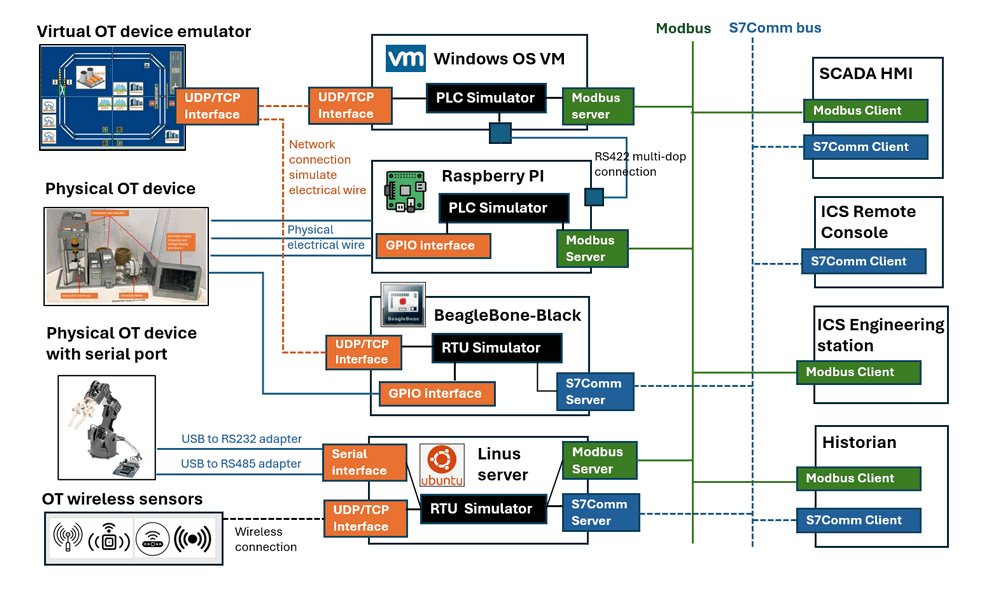 Virtual OT device emulator
UDP/TCP
Interface
UDP/TCP
Interface
vm
Windows OS VM
PLC Simulator
Modbus
server
Network
connection
simulate
electrical wire
RS422 multi-dop
connection
Physical OT device
Physical
electrical wire
Raspberry PI
PLC Simulator
GPIO interface
Modbus
Server
BeagleBone
BeagleBone-Black
UDP/TCP
Interface
RTU Simulator
GPIO interface
S7Comm
Server
Physical OT device
with serial port
USB to RS232 adapter
USB to RS485 adapter
Serial
interface
ubuntu
Linus
server
Modbus
Server
UDP/TCP
Interface
RTU  Simulator
S7Comm
Server
OT wireless sensors
Wireless
connection
Modbus
S7Comm bus
SCADA HMI
Modbus Client
S7Comm Client
ICS Remote
Console
S7Comm Client
ICS Engineering
station
Modbus Client
Historian
Modbus Client
S7Comm Client